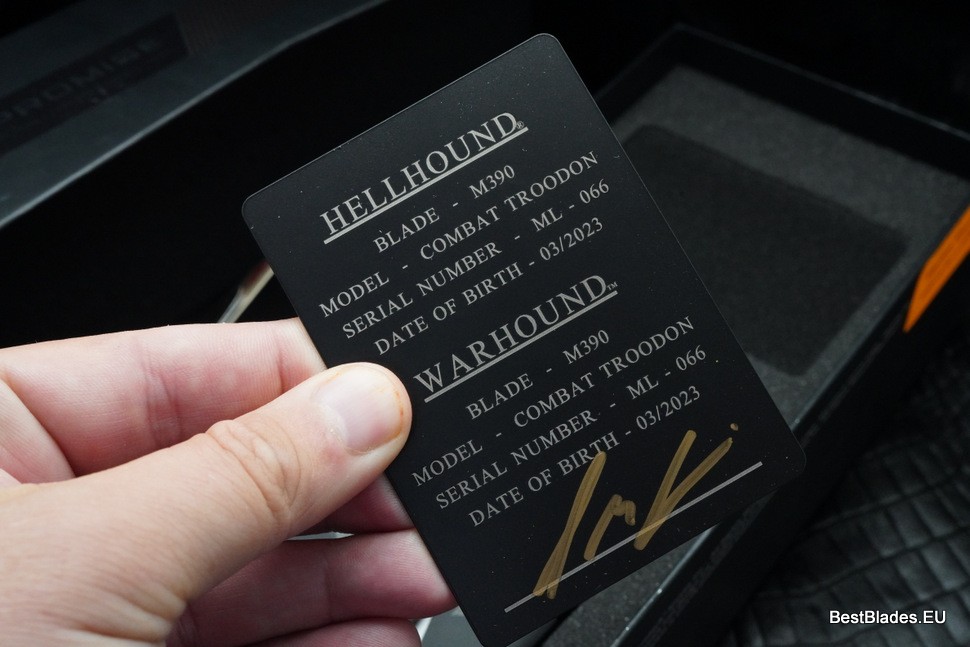 PROMISE
HELLHOUND®
BLADE - M390
MODEL - COMBAT TROODON
SERIAL NUMBER - ML - 066
DATE OF BIRTH - 03/2023
WARHOUND™
BLADE - M390
MODEL - COMBAT TROODON
SERIAL NUMBER - ML - 066
DATE OF BIRTH - 03/2023
BestBlades.EU